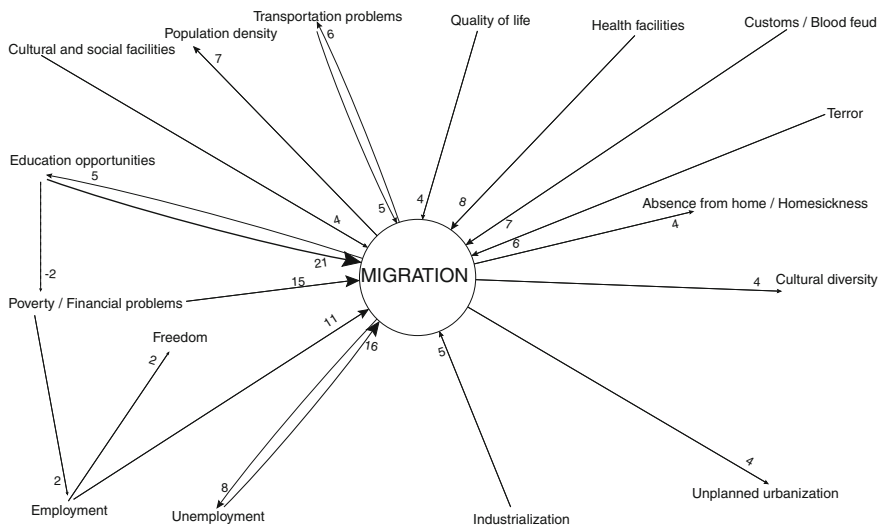 Transportation problems
Quality of life
Customs / Blood feud
Health facilities
Population density
6
Cultural and social facilities
7
Terror
Education opportunities
5
Absence from home / Homesickness
8
4
5
4
7
6
4
21
-2
MIGRATION
15
4
Cultural diversity
Poverty / Financial problems
11
Freedom
2
16
5
4
2
8
Unplanned urbanization
Employment
Unemployment
Industrialization